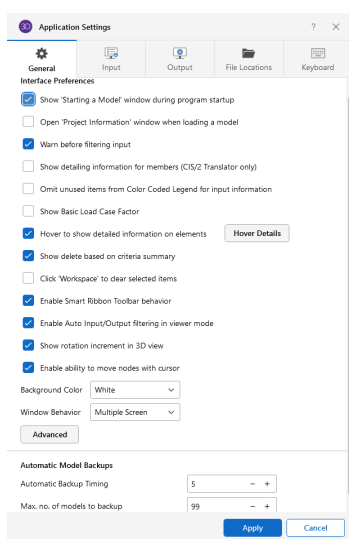 3D Application Settings ? ×
General Input Output File Locations Keyboard
Interface Preferences
Show 'Starting a Model' window during program startup
Open 'Project Information' window when loading a model
Warn before filtering input
Show detailing information for members (CIS/2 Translator only)
Omit unused items from Color Coded Legend for input information
Show Basic Load Case Factor
Hover to show detailed information on elements Hover Details
Show delete based on criteria summary
Click 'Workspace' to clear selected items
Enable Smart Ribbon Toolbar behavior
Enable Auto Input/Output filtering in viewer mode
Show rotation increment in 3D view
Enable ability to move nodes with cursor
Background Color White
Window Behavior Multiple Screen
Advanced
Automatic Model Backups
Automatic Backup Timing 5 − +
Max. no. of models to backup 99 − +
Apply Cancel